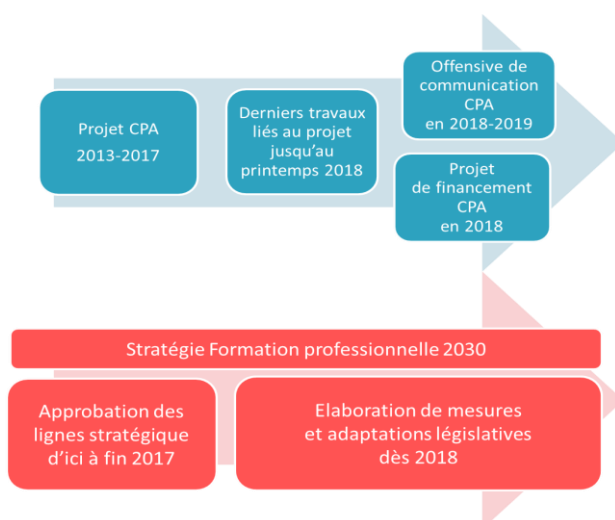 Projet CPA
2013-2017
Derniers travaux
liés au projet
jusqu'au
printemps 2018
Offensive de
communication
CPA
en 2018-2019
Projet
de financement
CPA
en 2018
Stratégie Formation professionnelle 2030
Approbation des
lignes stratégique
d'ici à fin 2017
Elaboration de mesures
et adaptations législatives
dès 2018